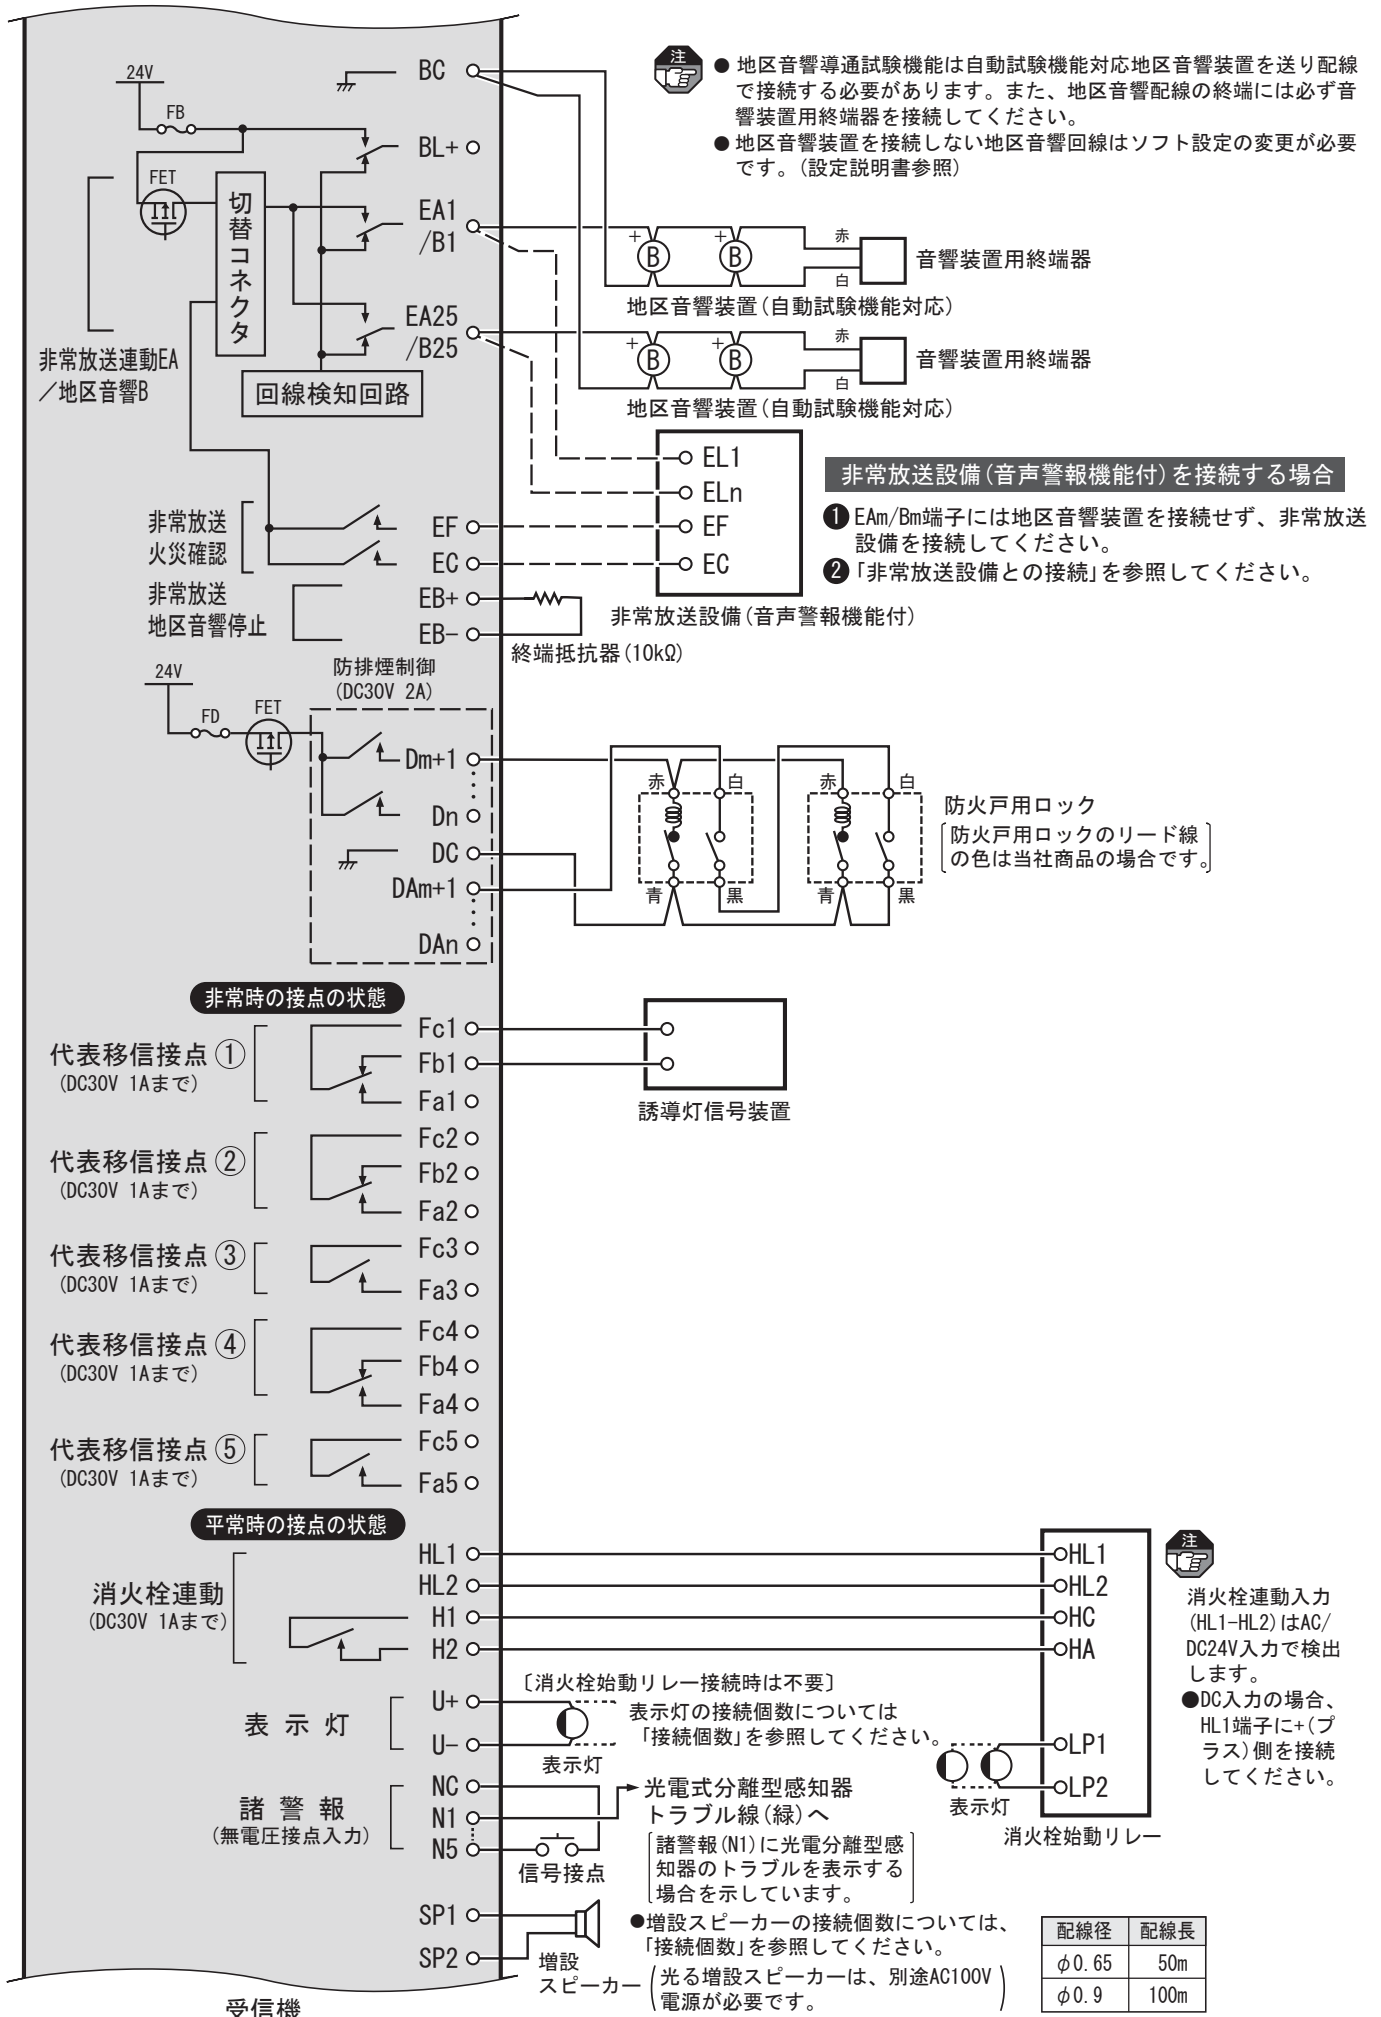 注
● 地区音響導通試験機能は自動試験機能対応地区音響装置を送り配線
で接続する必要があります。また、地区音響配線の終端には必ず音
響装置用終端器を接続してください。
● 地区音響装置を接続しない地区音響回線はソフト設定の変更が必要
です。(設定説明書参照)
24V
FB
FET
切替コネクタ
BC
BL+
EA1
/B1
EA25
/B25
非常放送連動EA
／地区音響B
回線検知回路
+
B
+
B
赤
白
音響装置用終端器
地区音響装置(自動試験機能対応)
+
B
+
B
赤
白
音響装置用終端器
地区音響装置(自動試験機能対応)
EL1
ELn
EF
EC
非常放送設備(音声警報機能付)
非常放送設備(音声警報機能付)を接続する場合
❶ EAm/Bm端子には地区音響装置を接続せず、非常放送
設備を接続してください。
❷ 「非常放送設備との接続」を参照してください。
非常放送
火災確認
EF
EC
非常放送
地区音響停止
EB+
EB−
終端抵抗器(10kΩ)
24V
FD
FET
防排煙制御
(DC30V 2A)
Dm+1
Dn
DC
DAm+1
DAn
赤
白
青
黒
赤
白
青
黒
防火戸用ロック
防火戸用ロックのリード線
の色は当社商品の場合です。
非常時の接点の状態
代表移信接点①
(DC30V 1Aまで)
Fc1
Fb1
Fa1
誘導灯信号装置
代表移信接点②
(DC30V 1Aまで)
Fc2
Fb2
Fa2
代表移信接点③
(DC30V 1Aまで)
Fc3
Fa3
代表移信接点④
(DC30V 1Aまで)
Fc4
Fb4
Fa4
代表移信接点⑤
(DC30V 1Aまで)
Fc5
Fa5
平常時の接点の状態
消火栓連動
(DC30V 1Aまで)
HL1
HL2
H1
H2
HL1
HL2
HC
HA
LP1
LP2
表示灯
消火栓始動リレー
注
消火栓連動入力
(HL1−HL2)はAC/
DC24V入力で検出
します。
●DC入力の場合、
HL1端子に+(プ
ラス)側を接続
してください。
表 示 灯
U+
U−
〔消火栓始動リレー接続時は不要〕
表示灯の接続個数については
「接続個数」を参照してください。
表示灯
諸 警 報
(無電圧接点入力)
NC
N1
N5
信号接点
光電式分離型感知器
トラブル線(緑)へ
諸警報(N1)に光電分離型感
知器のトラブルを表示する
場合を示しています。
SP1
SP2
増設
スピーカー
●増設スピーカーの接続個数については、
「接続個数」を参照してください。
(光る増設スピーカーは、別途AC100V
電源が必要です。)
配線径 配線長
φ0.65 50m
φ0.9 100m
受信機